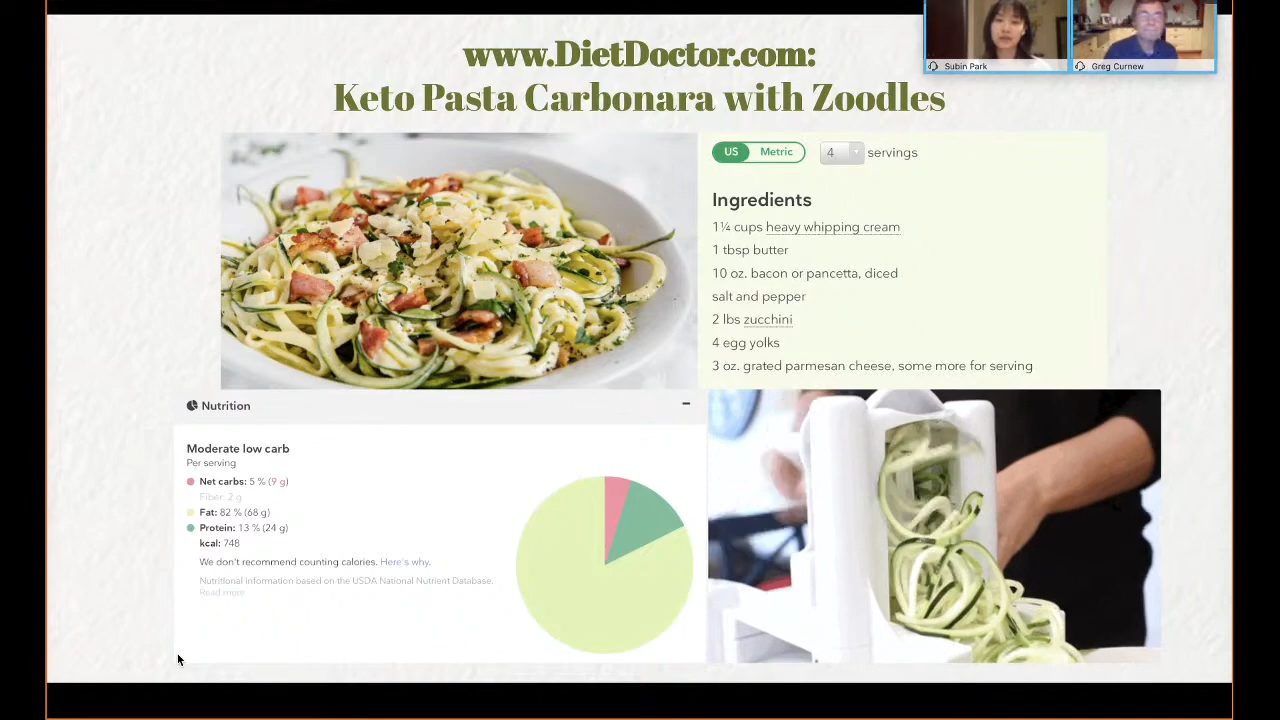 www.DietDoctor.com:
Keto Pasta Carbonara with Zoodles
Subin Park
Greg Curnew
US Metric 4 servings
Ingredients
1¼ cups heavy whipping cream
1 tbsp butter
10 oz. bacon or pancetta, diced
salt and pepper
2 lbs zucchini
4 egg yolks
3 oz. grated parmesan cheese, some more for serving
Nutrition
Moderate low carb
Per serving
Net carbs: 5 % (9 g)
Fiber: 2 g
Fat: 82 % (68 g)
Protein: 13 % (24 g)
kcal: 748
We don't recommend counting calories. Here's why.
Nutritional information based on the USDA National Nutrient Database.
Read more